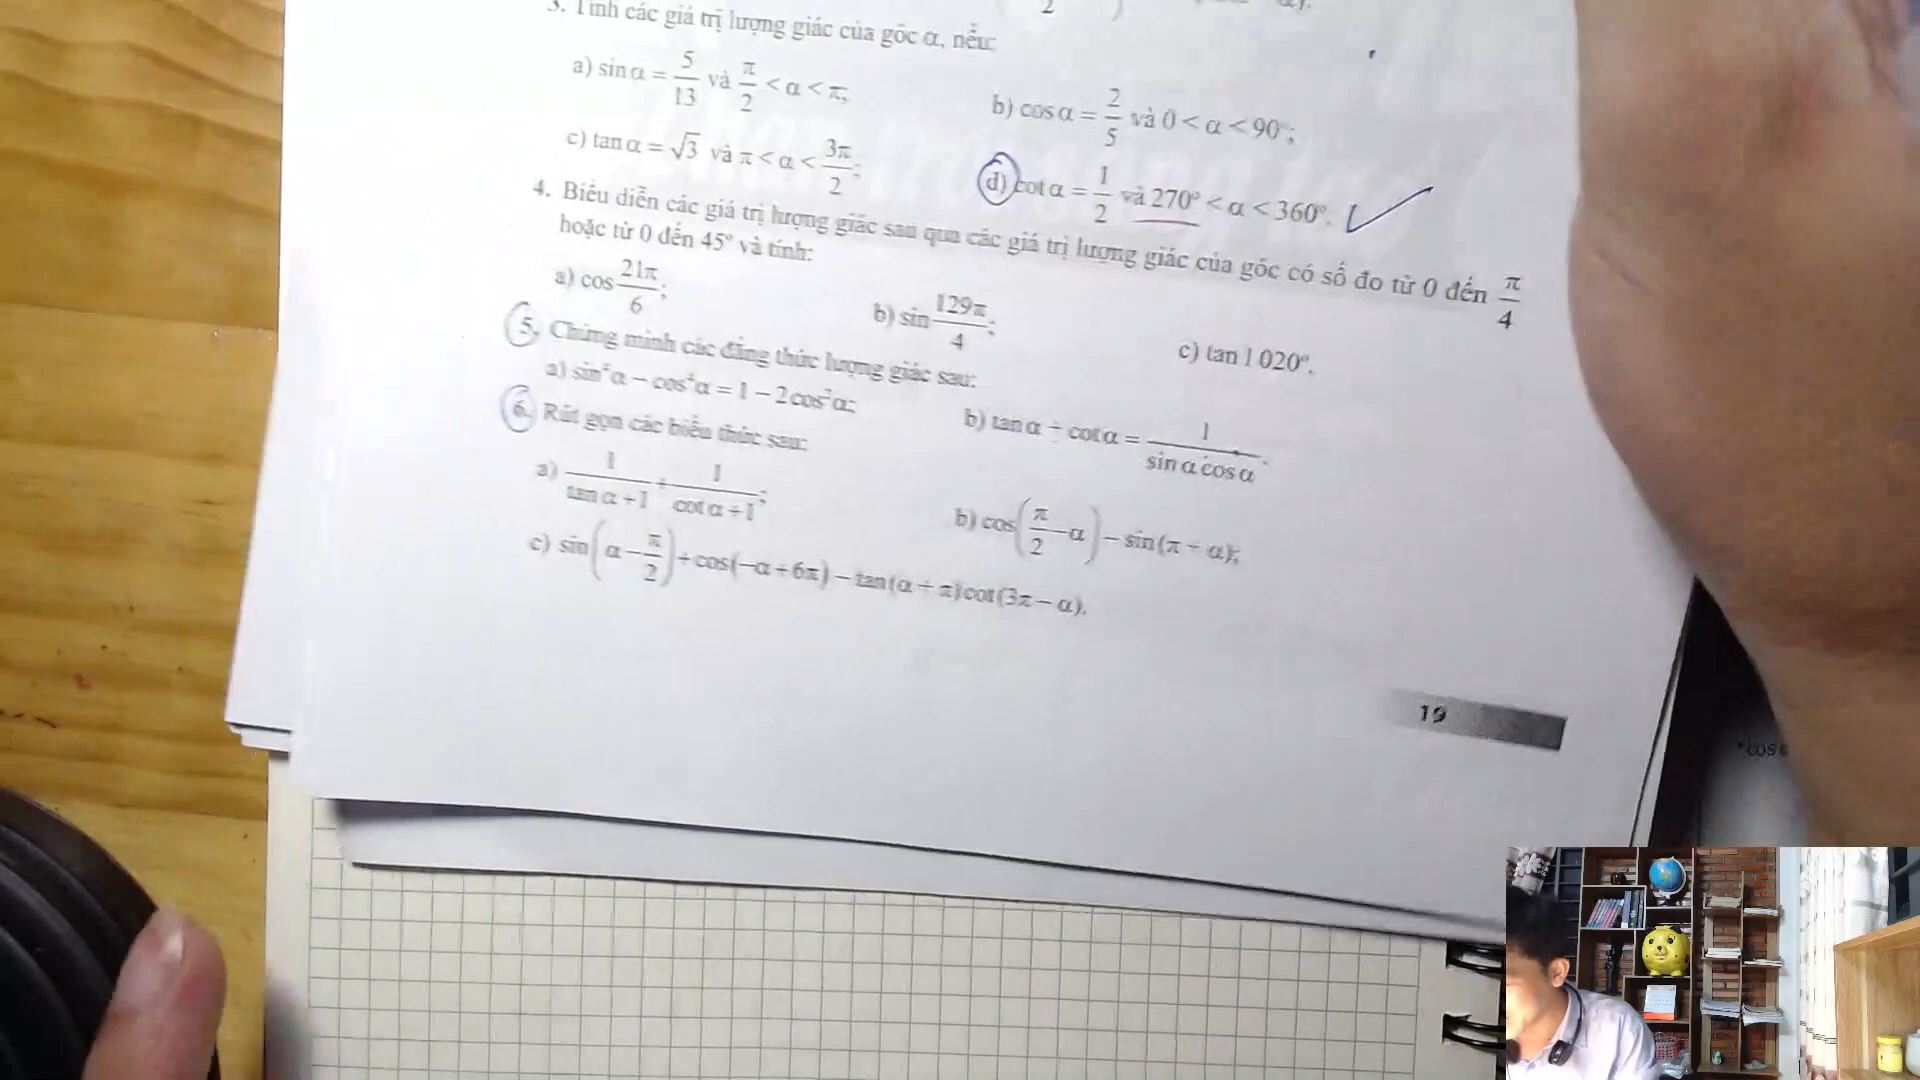 3. Tính các giá trị lượng giác của góc α, nếu:
a) sin α = 5/13 và π/2 < α < π;
b) cos α = 2/5 và 0 < α < 90°;
c) tan α = √3 và π < α < 3π/2;
d) cot α = 1/2 và 270° < α < 360°.
4. Biểu diễn các giá trị lượng giác sau qua các giá trị lượng giác của góc có số đo từ 0 đến π/4
hoặc từ 0 đến 45° và tính:
a) cos 21π/6;
b) sin 129π/4;
c) tan 1 020°.
5. Chứng minh các đẳng thức lượng giác sau:
a) sin⁴α − cos⁴α = 1 − 2cos²α;
b) tan α + cot α = 1/(sin α cos α).
6. Rút gọn các biểu thức sau:
a) 1/(tan α + 1) + 1/(cot α + 1);
b) cos(π/2 − α) − sin(π + α);
c) sin(α − π/2) + cos(−α + 6π) − tan(α + π)cot(3π − α).
19